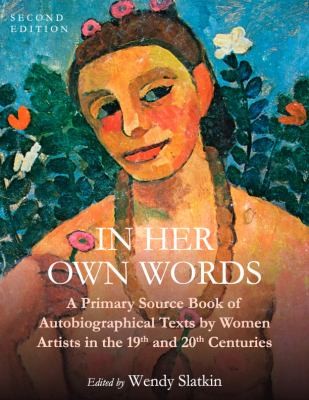 SECOND
EDITION
IN HER
OWN WORDS
A Primary Source Book of
Autobiographical Texts by Women
Artists in the 19th and 20th Centuries
Edited by Wendy Slatkin